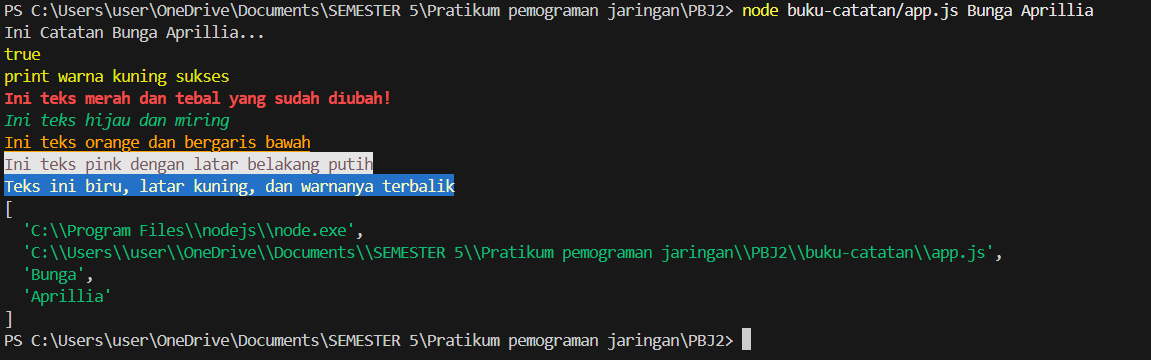 PS C:\Users\user\OneDrive\Documents\SEMESTER 5\Pratikum pemograman jaringan\PBJ2> node buku-catatan/app.js Bunga Aprillia
Ini Catatan Bunga Aprillia...
true
print warna kuning sukses
Ini teks merah dan tebal yang sudah diubah!
Ini teks hijau dan miring
Ini teks orange dan bergaris bawah
Ini teks pink dengan latar belakang putih
Teks ini biru, latar kuning, dan warnanya terbalik
[
  'C:\\Program Files\\nodejs\\node.exe',
  'C:\\Users\\user\\OneDrive\\Documents\\SEMESTER 5\\Pratikum pemograman jaringan\\PBJ2\\buku-catatan\\app.js',
  'Bunga',
  'Aprillia'
]
PS C:\Users\user\OneDrive\Documents\SEMESTER 5\Pratikum pemograman jaringan\PBJ2>